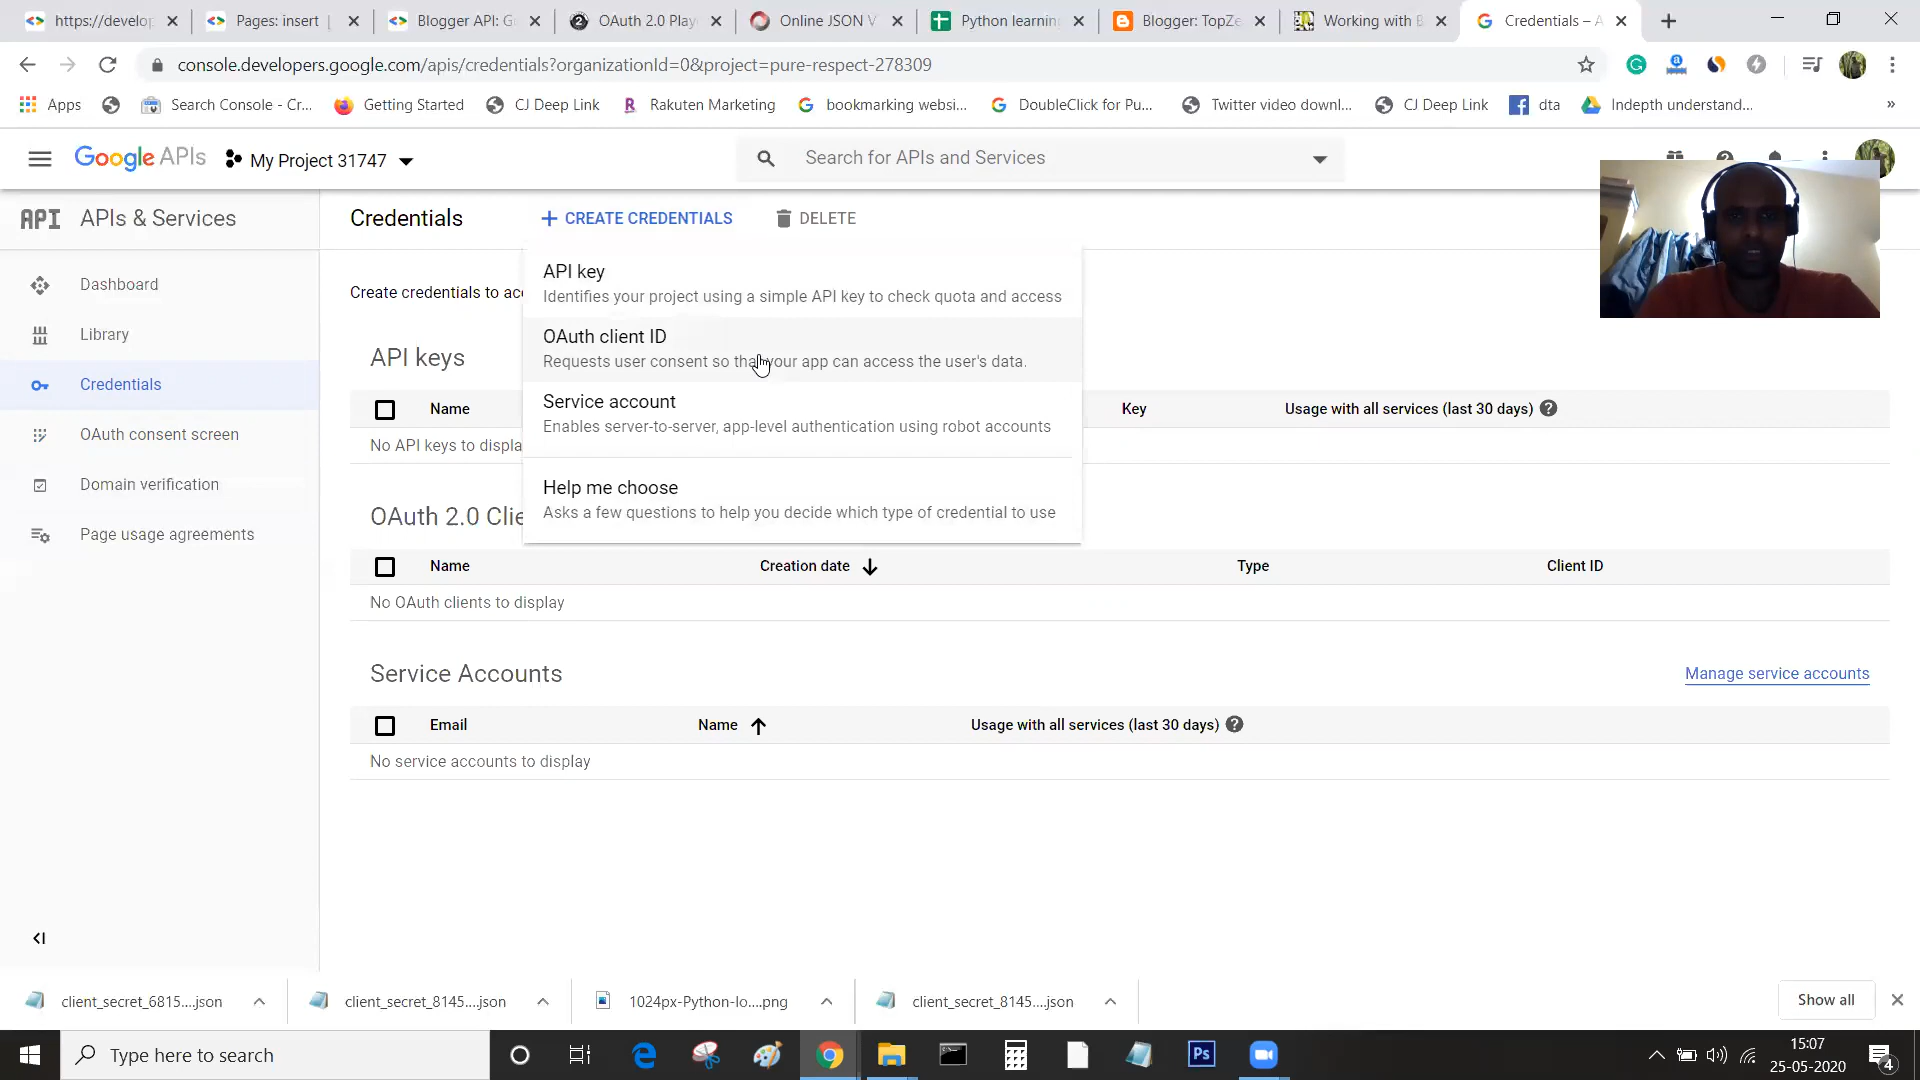 https://develop
Pages: insert |
Blogger API: G
OAuth 2.0 Play
Online JSON V
Python learning
Blogger: TopZe
Working with B
Credentials – A
console.developers.google.com/apis/credentials?organizationId=0&project=pure-respect-278309
Apps
Search Console - Cr...
Getting Started
CJ Deep Link
Rakuten Marketing
bookmarking websi...
DoubleClick for Pu...
Twitter video downl...
CJ Deep Link
dta
Indepth understand...
»
Google APIs
My Project 31747
Search for APIs and Services
API APIs & Services
Credentials
+ CREATE CREDENTIALS
DELETE
Dashboard
Library
Credentials
OAuth consent screen
Domain verification
Page usage agreements
Create credentials to acc
API key
Identifies your project using a simple API key to check quota and access
OAuth client ID
Requests user consent so that your app can access the user's data.
Service account
Enables server-to-server, app-level authentication using robot accounts
Help me choose
Asks a few questions to help you decide which type of credential to use
API keys
Name
Key
Usage with all services (last 30 days)
No API keys to displa
OAuth 2.0 Clie
Name
Creation date
Type
Client ID
No OAuth clients to display
Service Accounts
Manage service accounts
Email
Name
Usage with all services (last 30 days)
No service accounts to display
client_secret_6815....json
client_secret_8145....json
1024px-Python-lo....png
client_secret_8145....json
Show all
Type here to search
Ps
15:07
25-05-2020
4